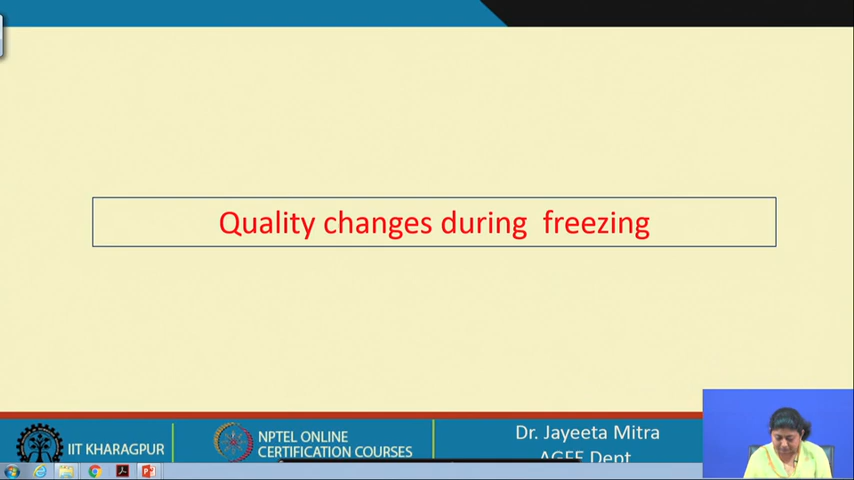 Quality changes during freezing
IIT KHARAGPUR
NPTEL ONLINE
CERTIFICATION COURSES
Dr. Jayeeta Mitra
AGFE Dept